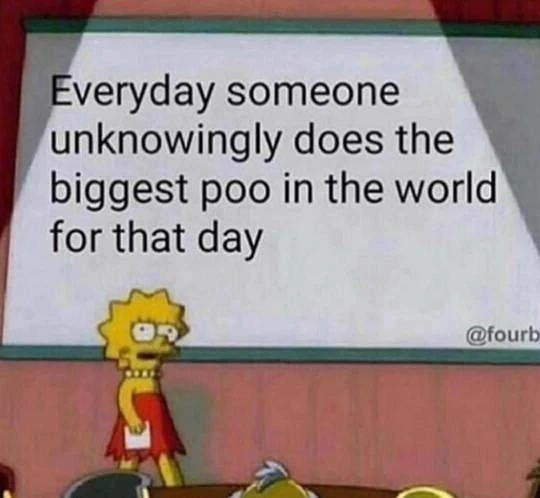 Everyday someone
unknowingly does the
biggest poo in the world
for that day
@fourb